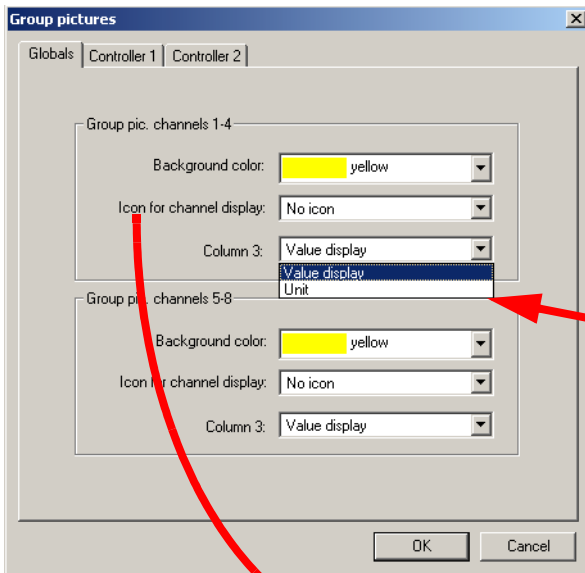 Group pictures
Globals Controller 1 Controller 2
Group pic. channels 1-4
Background color: yellow
Icon for channel display: No icon
Column 3: Value display
Value display
Unit
Group pic. channels 5-8
Background color: yellow
Icon for channel display: No icon
Column 3: Value display
OK Cancel